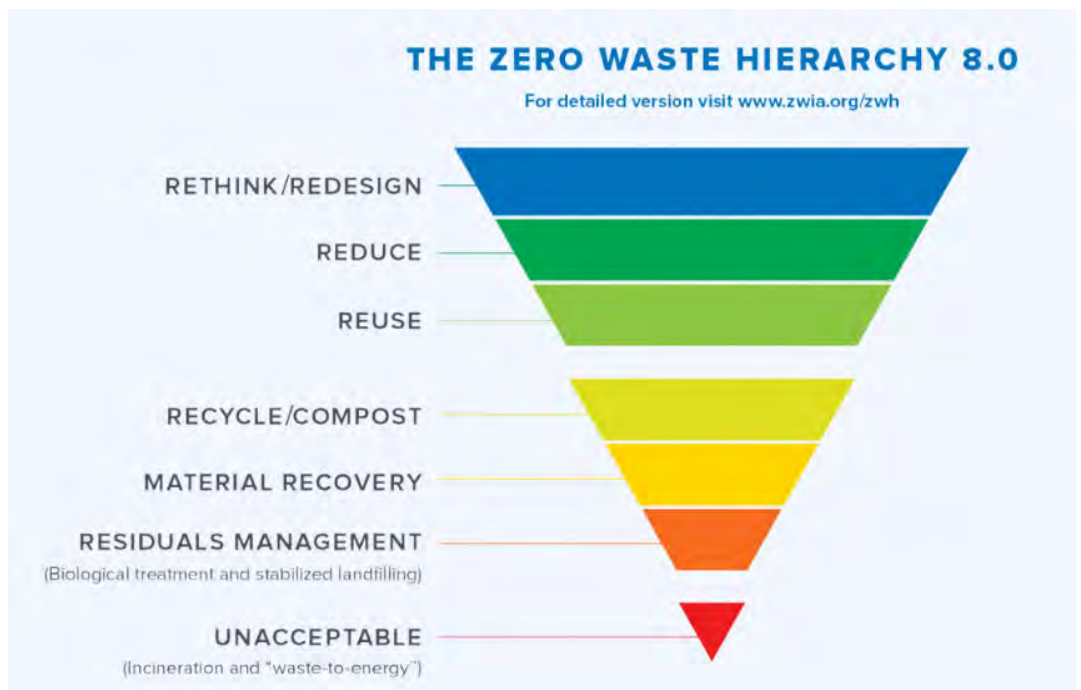 THE ZERO WASTE HIERARCHY 8.0
For detailed version visit www.zwia.org/zwh
RETHINK/REDESIGN
REDUCE
REUSE
RECYCLE/COMPOST
MATERIAL RECOVERY
RESIDUALS MANAGEMENT
(Biological treatment and stabilized landfilling)
UNACCEPTABLE
(Incineration and "waste-to-energy")